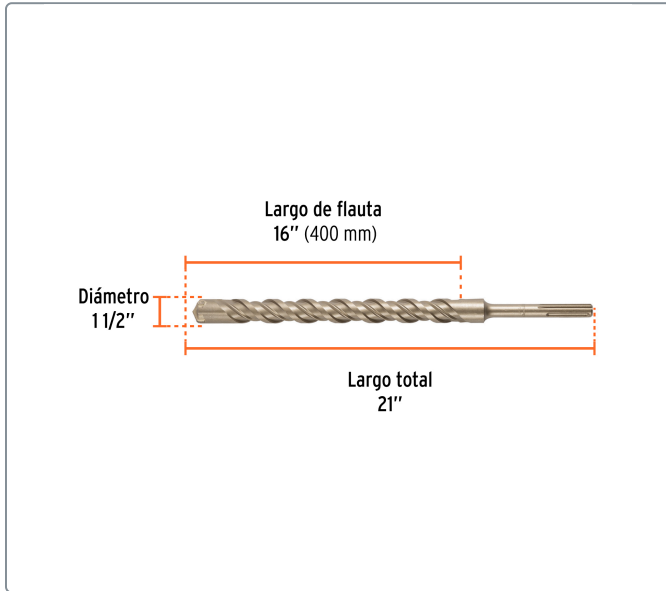 Largo de flauta
16” (400 mm)
Diámetro
1 1/2”
Largo total
21”